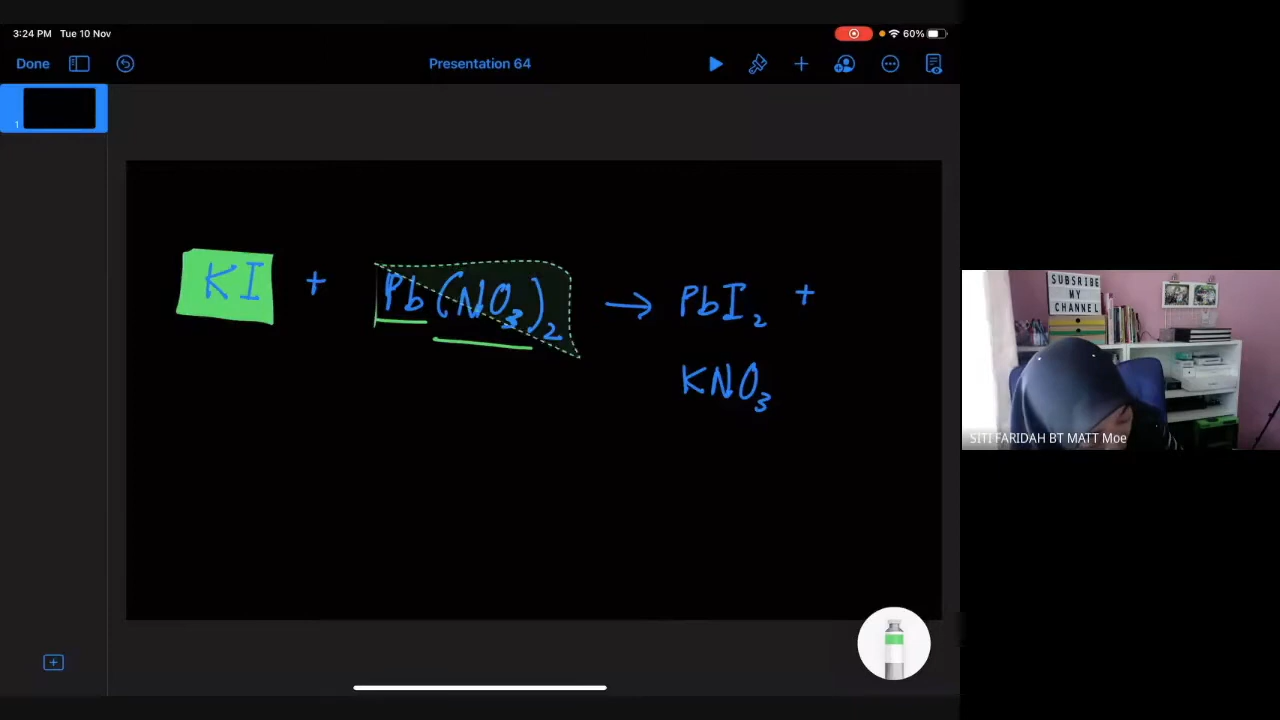 3:24 PM Tue 10 Nov
60%
Done
Presentation 64
1
KI + Pb(NO₃)₂ → PbI₂ +
KNO₃
SUBSCRIBE
MY
CHANNEL
SITI FARIDAH BT MATT Moe